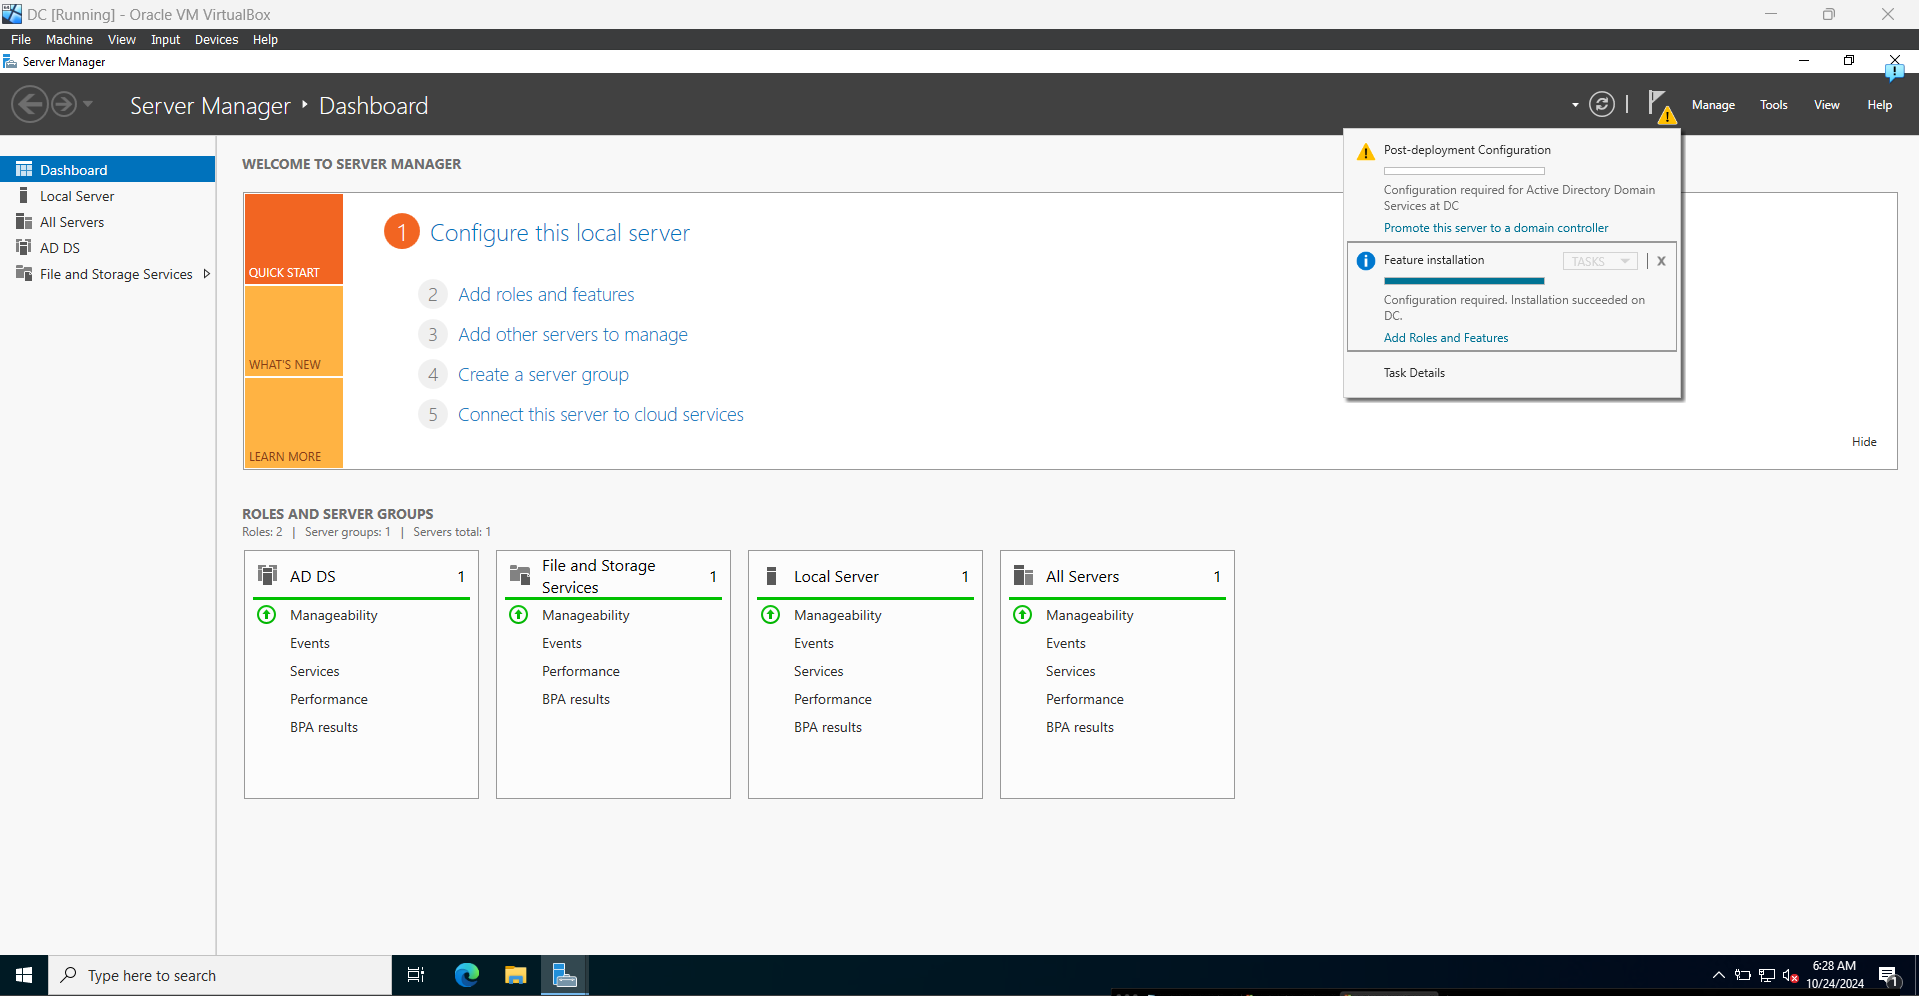 DC [Running] - Oracle VM VirtualBox
File Machine View Input Devices Help
Server Manager
Server Manager Dashboard
Manage Tools View Help
Dashboard
Local Server
All Servers
AD DS
File and Storage Services
WELCOME TO SERVER MANAGER
QUICK START
WHAT'S NEW
LEARN MORE
1 Configure this local server
2 Add roles and features
3 Add other servers to manage
4 Create a server group
5 Connect this server to cloud services
Hide
Post-deployment Configuration
Configuration required for Active Directory Domain
Services at DC
Promote this server to a domain controller
Feature installation
TASKS
X
Configuration required. Installation succeeded on
DC.
Add Roles and Features
Task Details
ROLES AND SERVER GROUPS
Roles: 2 | Server groups: 1 | Servers total: 1
AD DS 1
Manageability
Events
Services
Performance
BPA results
File and Storage
Services 1
Manageability
Events
Performance
BPA results
Local Server 1
Manageability
Events
Services
Performance
BPA results
All Servers 1
Manageability
Events
Services
Performance
BPA results
Type here to search
6:28 AM
10/24/2024
1